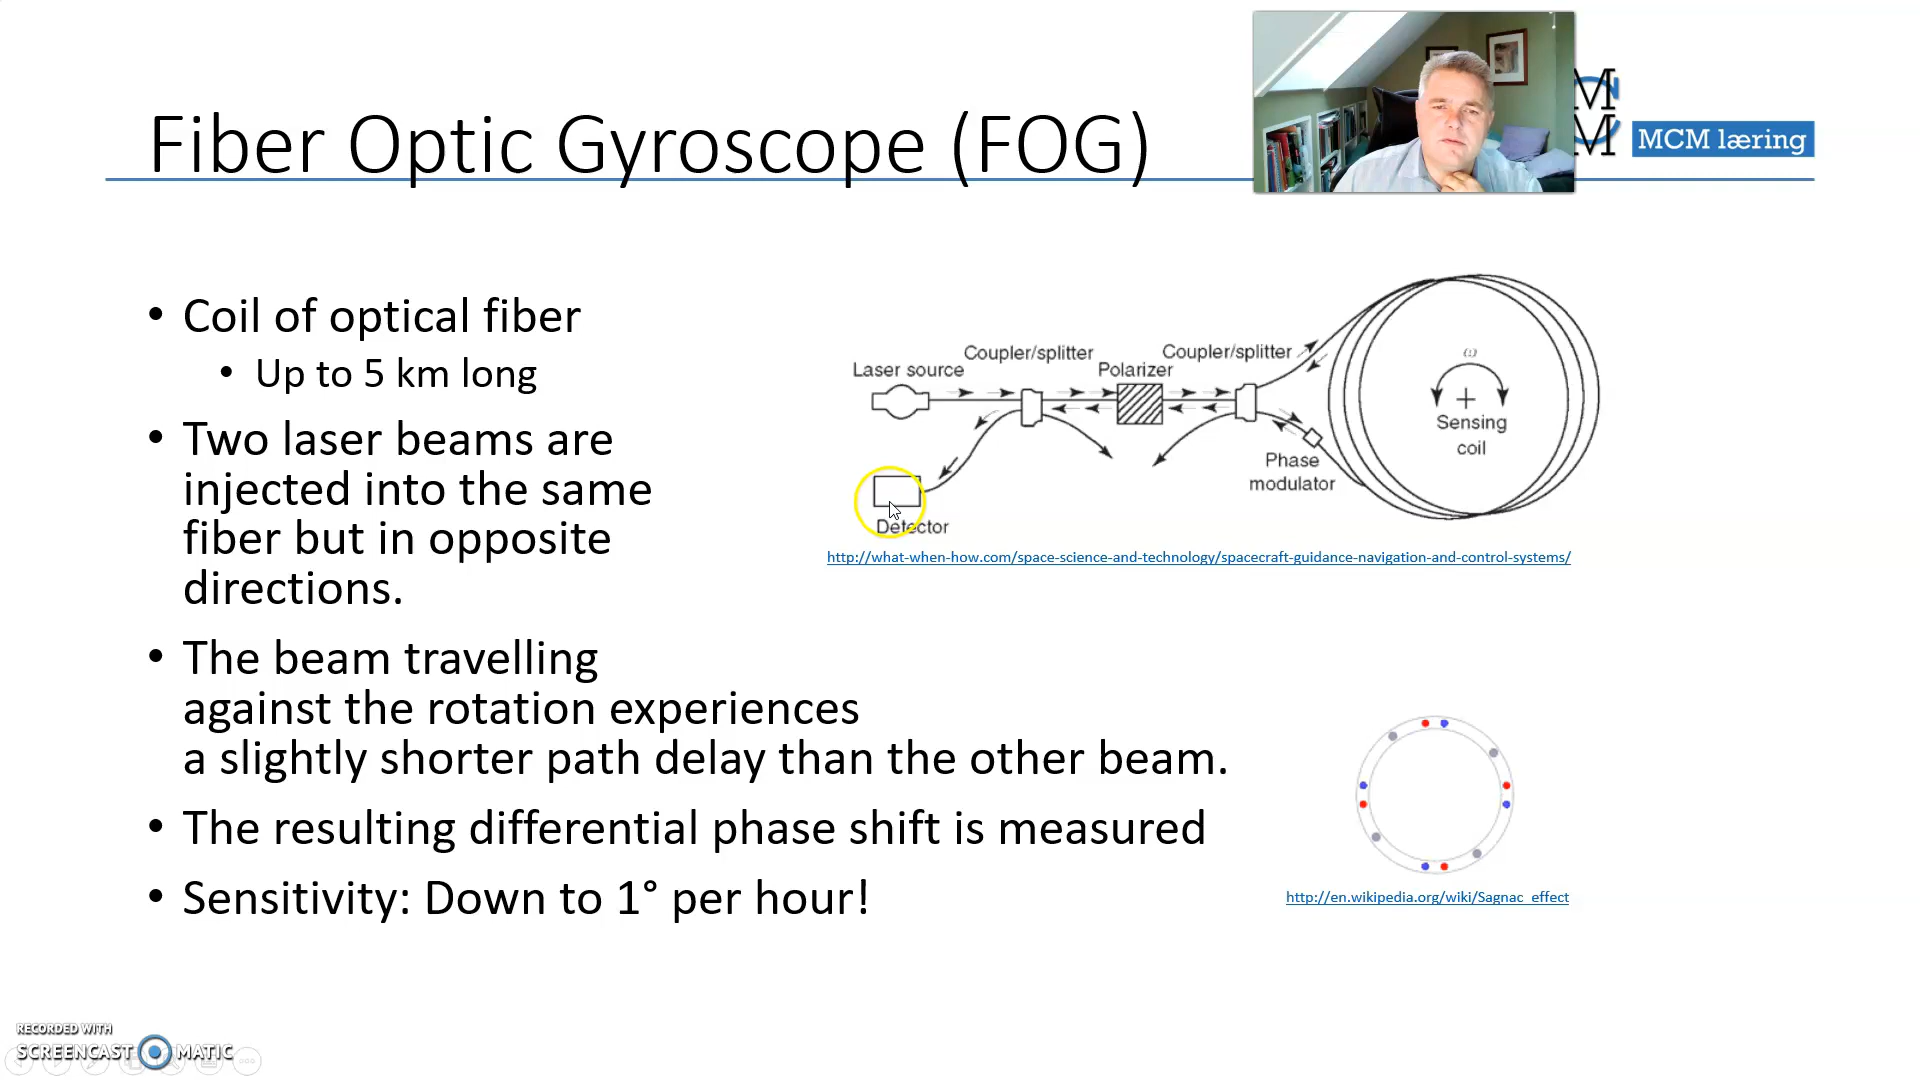 Fiber Optic Gyroscope (FOG)
MCM læring
• Coil of optical fiber
• Up to 5 km long
• Two laser beams are
injected into the same
fiber but in opposite
directions.
• The beam travelling
against the rotation experiences
a slightly shorter path delay than the other beam.
• The resulting differential phase shift is measured
• Sensitivity: Down to 1° per hour!
Laser source
Coupler/splitter
Polarizer
Coupler/splitter
ω
Sensing
coil
Phase
modulator
Detector
http://what-when-how.com/space-science-and-technology/spacecraft-guidance-navigation-and-control-systems/
http://en.wikipedia.org/wiki/Sagnac_effect
RECORDED WITH
SCREENCAST MATIC